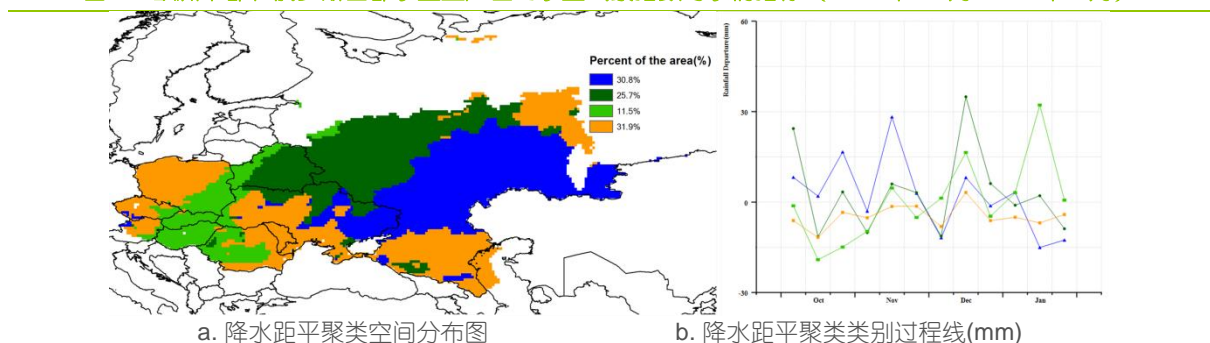 Percent of the area(%)
30.8%
25.7%
11.5%
31.9%
Rainfall Departure(mm)
60
30
0
-30
Oct
Nov
Dec
Jan
a. 降水距平聚类空间分布图
b. 降水距平聚类类别过程线(mm)